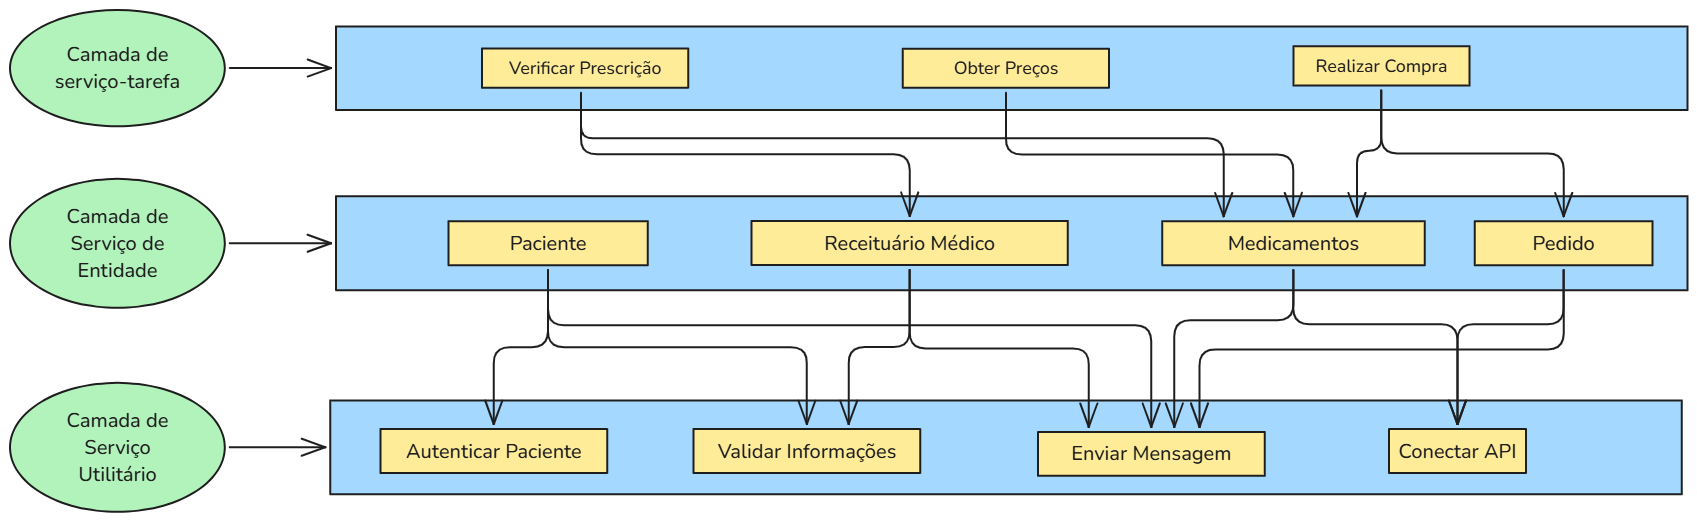 Camada de
serviço-tarefa
Verificar Prescrição
Obter Preços
Realizar Compra
Camada de
Serviço de
Entidade
Paciente
Receituário Médico
Medicamentos
Pedido
Camada de
Serviço
Utilitário
Autenticar Paciente
Validar Informações
Enviar Mensagem
Conectar API